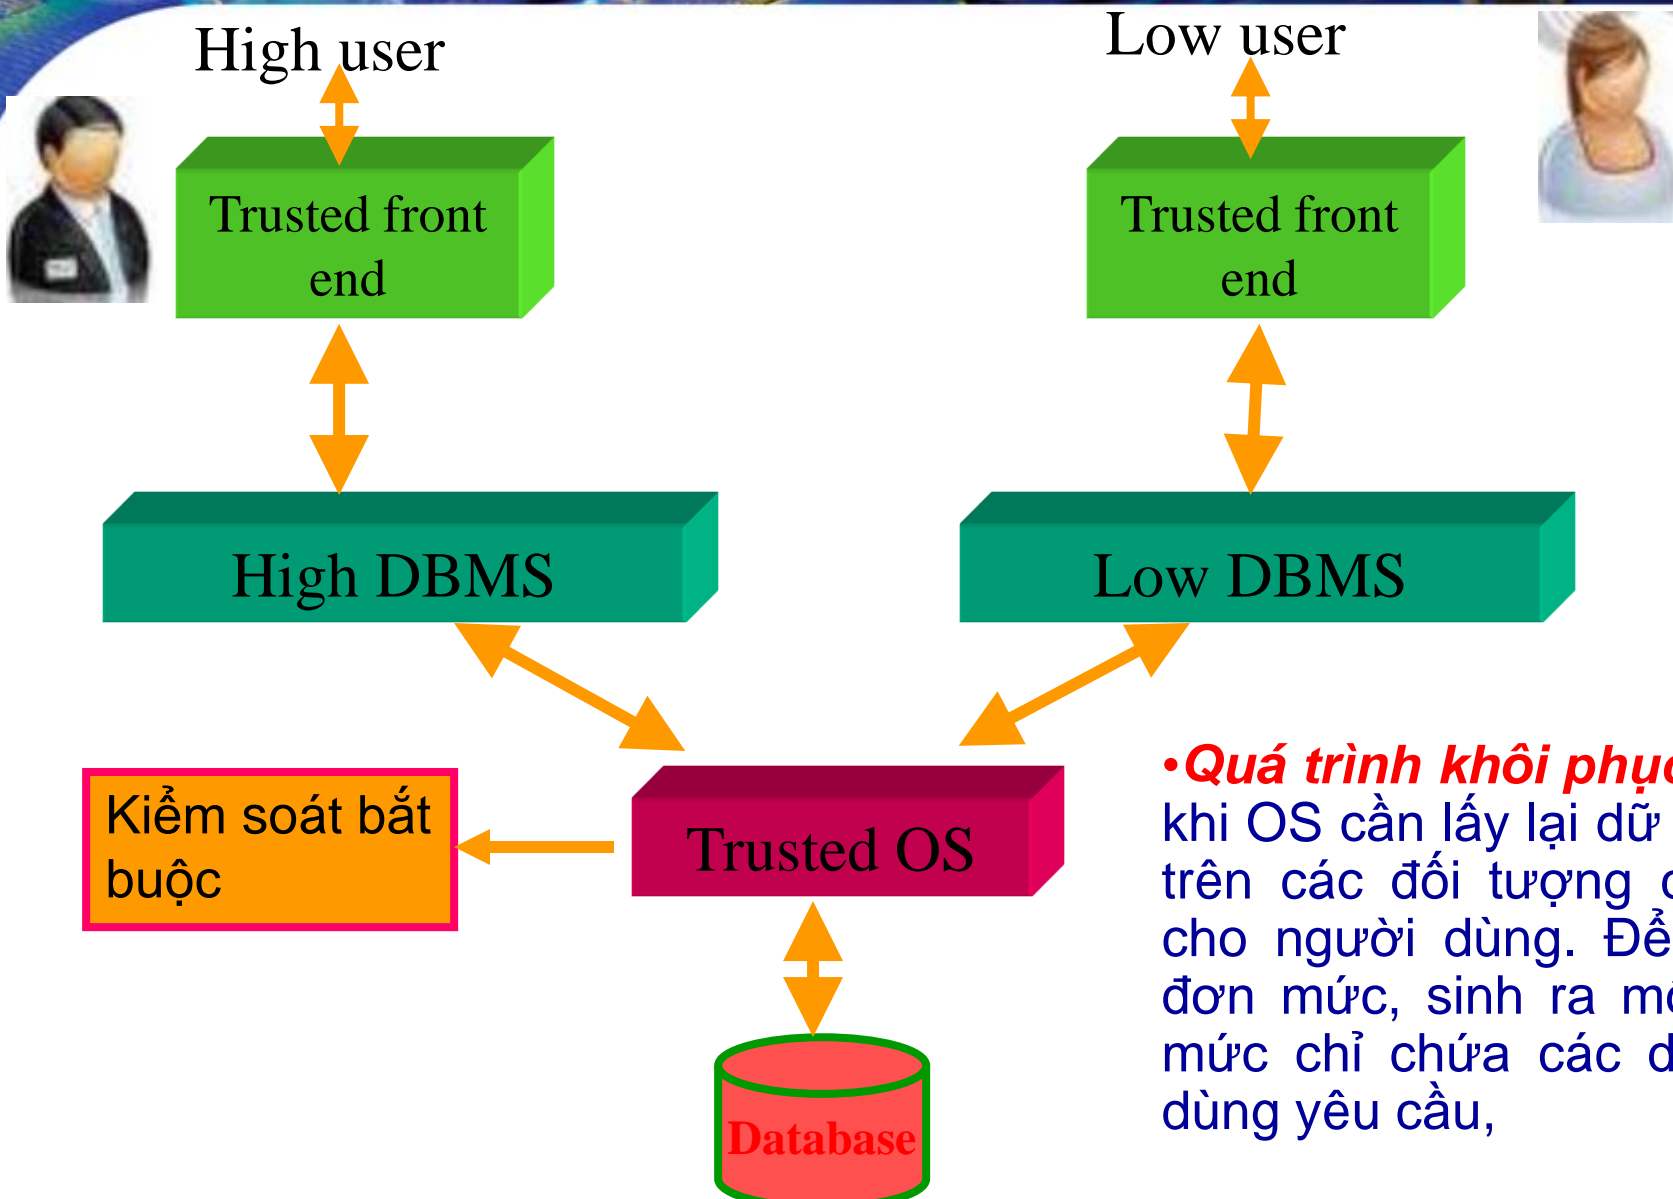 High user
Low user
Trusted front
end
Trusted front
end
High DBMS
Low DBMS
Kiểm soát bắt
buộc
Trusted OS
Database
•Quá trình khôi phục
khi OS cần lấy lại dữ
trên các đối tượng
cho người dùng. Để
đơn mức, sinh ra
mức chỉ chứa các
dùng yêu cầu,